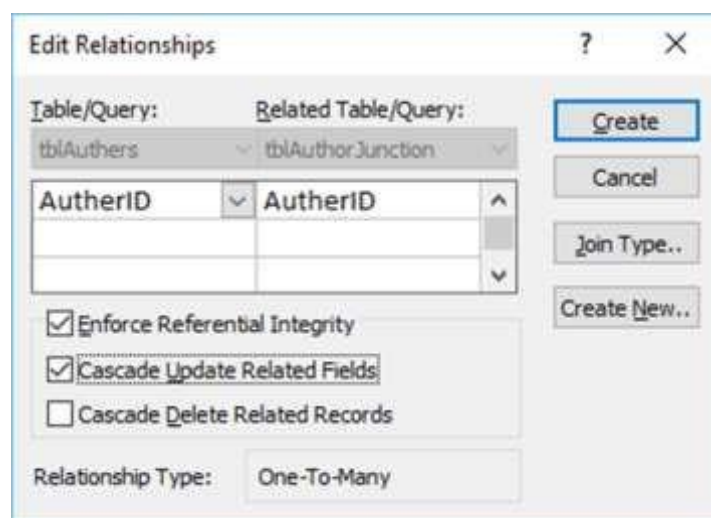 Edit Relationships ? X
Table/Query: Related Table/Query:
tblAuthers tblAuthorJunction
AutherID AutherID
Enforce Referential Integrity
Cascade Update Related Fields
Cascade Delete Related Records
Relationship Type: One-To-Many
Create
Cancel
Join Type..
Create New..